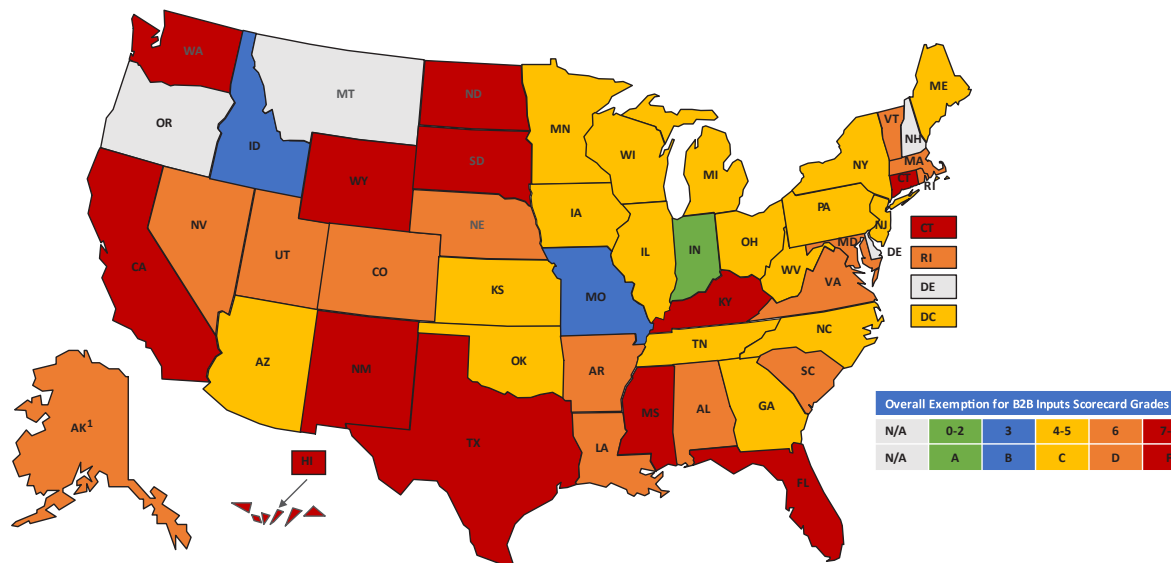 WA
MT
ND
ME
OR
MN
VT
NH
ID
SD
WI
MI
NY
MA
CT
RI
WY
IA
PA
NJ
NE
NV
UT
CO
IL
IN
OH
MD
DE
CT
CA
KS
MO
WV
VA
RI
KY
DE
NC
DC
AZ
NM
OK
TN
AR
SC
TX
MS
AL
GA
LA
AK1
HI
FL
Overall Exemption for B2B Inputs Scorecard Grades
N/A 0-2 3 4-5 6
N/A A B C D